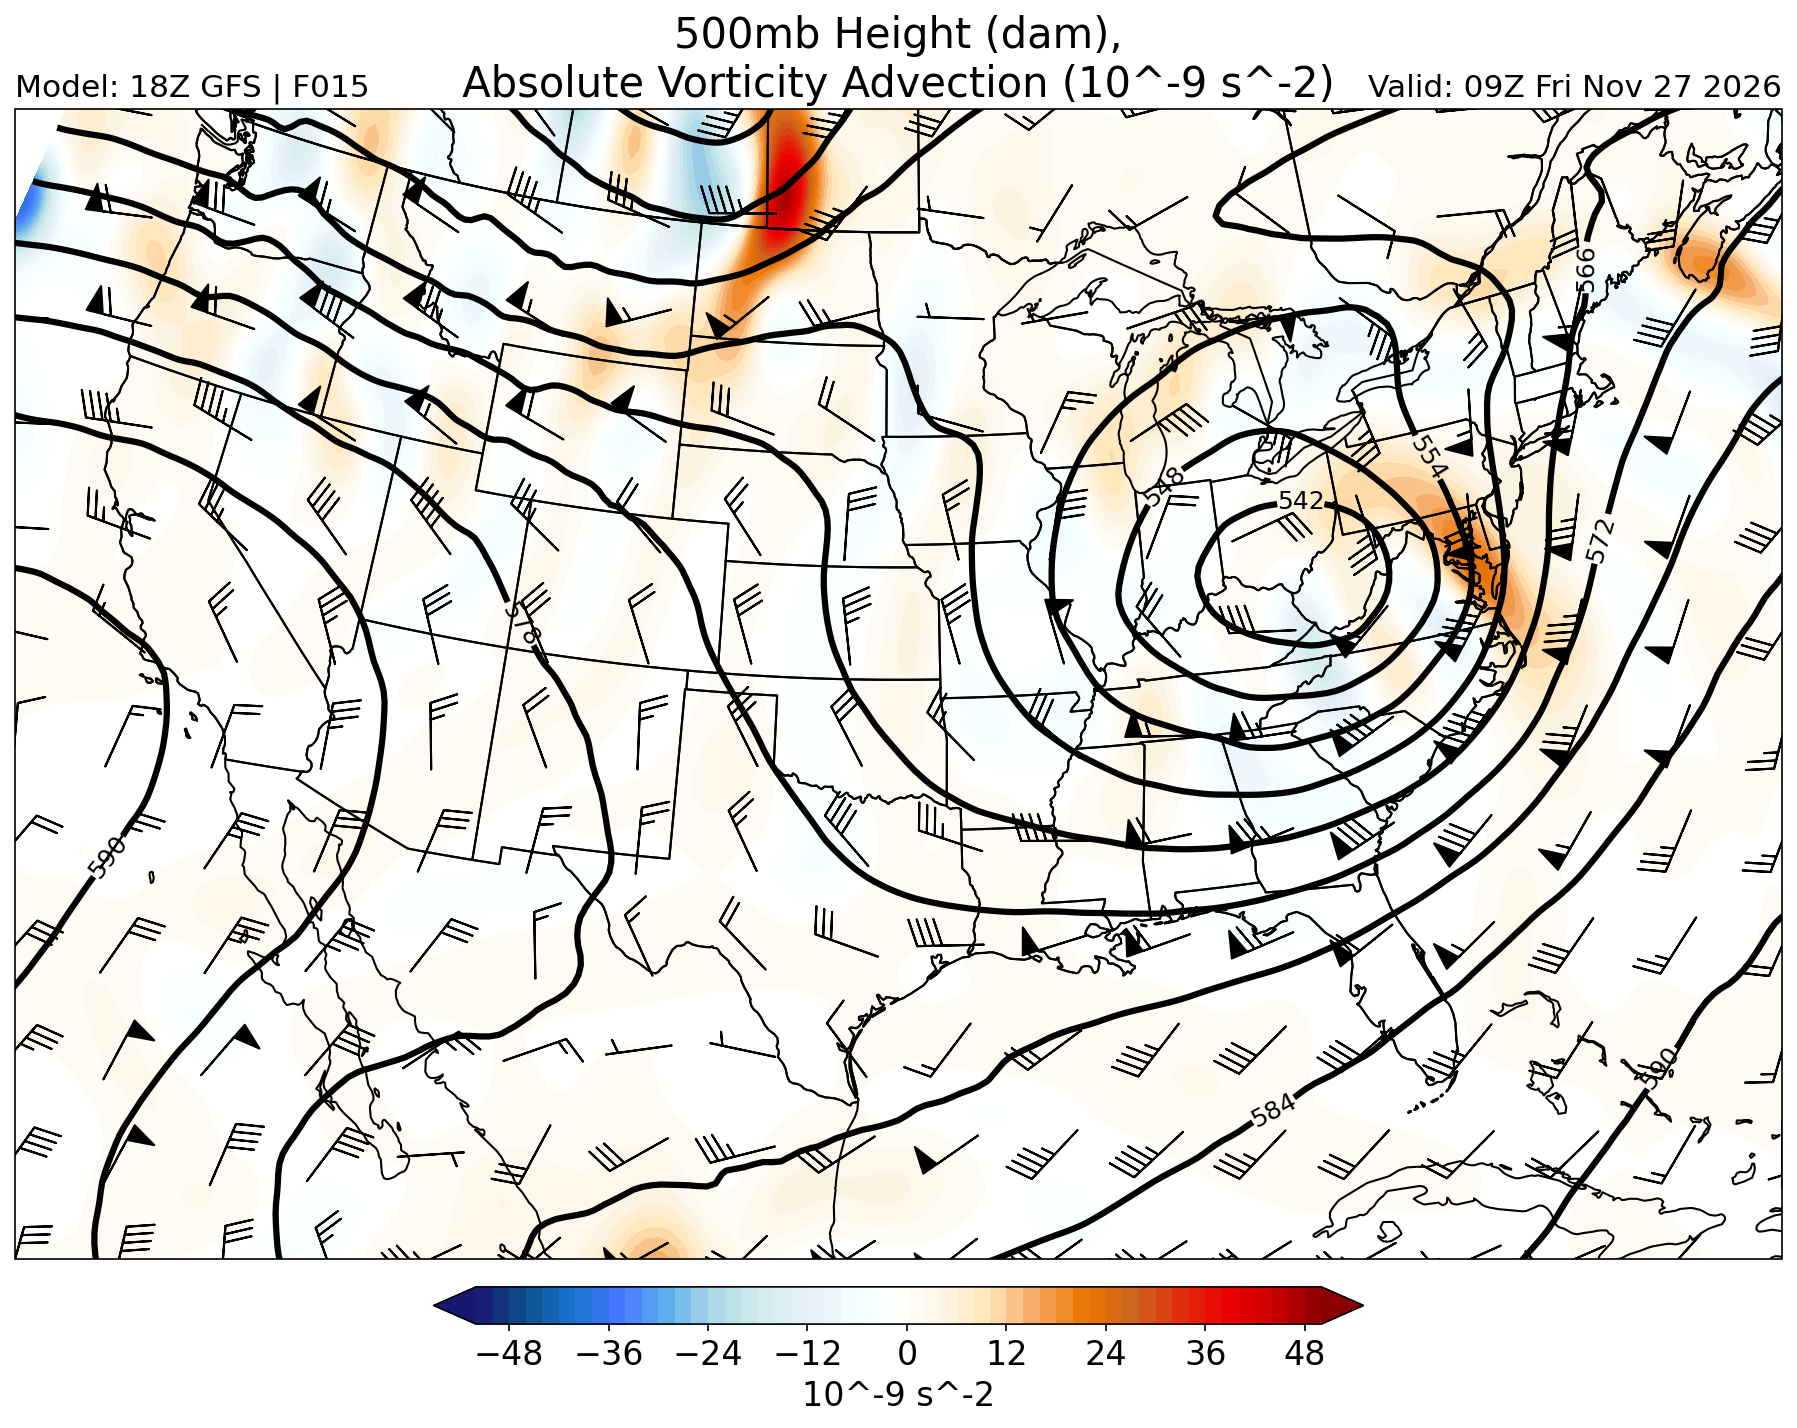 500mb Height (dam),
Model: 18Z GFS | F015
Absolute Vorticity Advection (10^-9 s^-2)
Valid: 09Z Fri Nov 27 2026
566
554
548
542
572
578
590
590
584
−48 −36 −24 −12 0 12 24 36 48
10^-9 s^-2